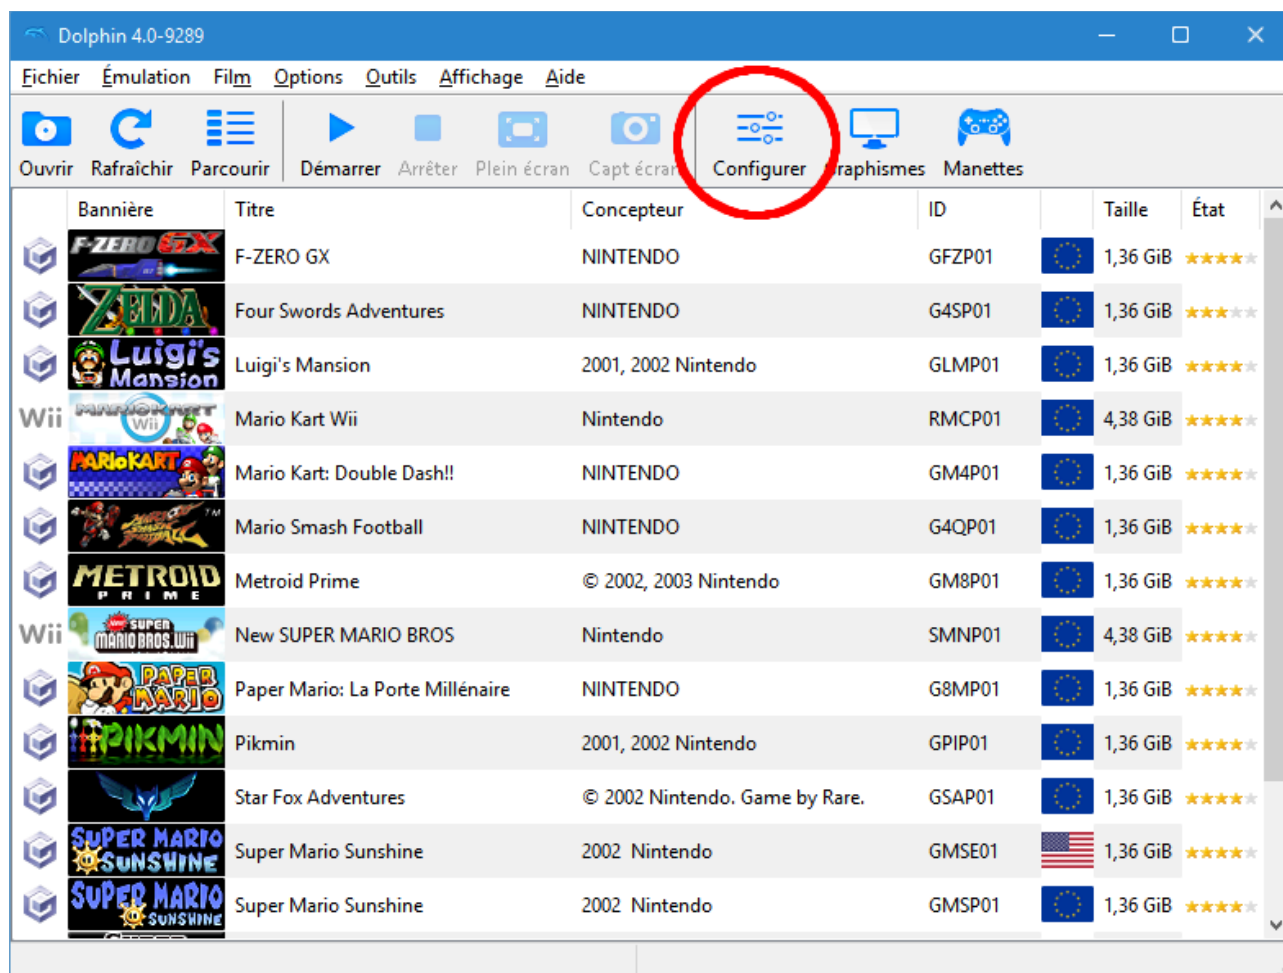 Dolphin 4.0-9289
Fichier Émulation Film Options Outils Affichage Aide
Ouvrir Rafraîchir Parcourir Démarrer Arrêter Plein écran Capt écran Configurer Graphismes Manettes
Bannière Titre Concepteur ID Taille État
F-ZERO GX F-ZERO GX NINTENDO GFZP01 1,36 GiB
ZELDA Four Swords Adventures NINTENDO G4SP01 1,36 GiB
Luigi's Mansion Luigi's Mansion 2001, 2002 Nintendo GLMP01 1,36 GiB
Wii MARIOKART Wii Mario Kart Wii Nintendo RMCP01 4,38 GiB
MARIOKART Mario Kart: Double Dash!! NINTENDO GM4P01 1,36 GiB
Mario Smash Football NINTENDO G4QP01 1,36 GiB
METROID PRIME Metroid Prime © 2002, 2003 Nintendo GM8P01 1,36 GiB
Wii New SUPER MARIO BROS.Wii New SUPER MARIO BROS Nintendo SMNP01 4,38 GiB
PAPER MARIO Paper Mario: La Porte Millénaire NINTENDO G8MP01 1,36 GiB
PIKMIN Pikmin 2001, 2002 Nintendo GPIP01 1,36 GiB
Star Fox Adventures © 2002 Nintendo. Game by Rare. GSAP01 1,36 GiB
SUPER MARIO SUNSHINE Super Mario Sunshine 2002 Nintendo GMSE01 1,36 GiB
SUPER MARIO SUNSHINE Super Mario Sunshine 2002 Nintendo GMSP01 1,36 GiB